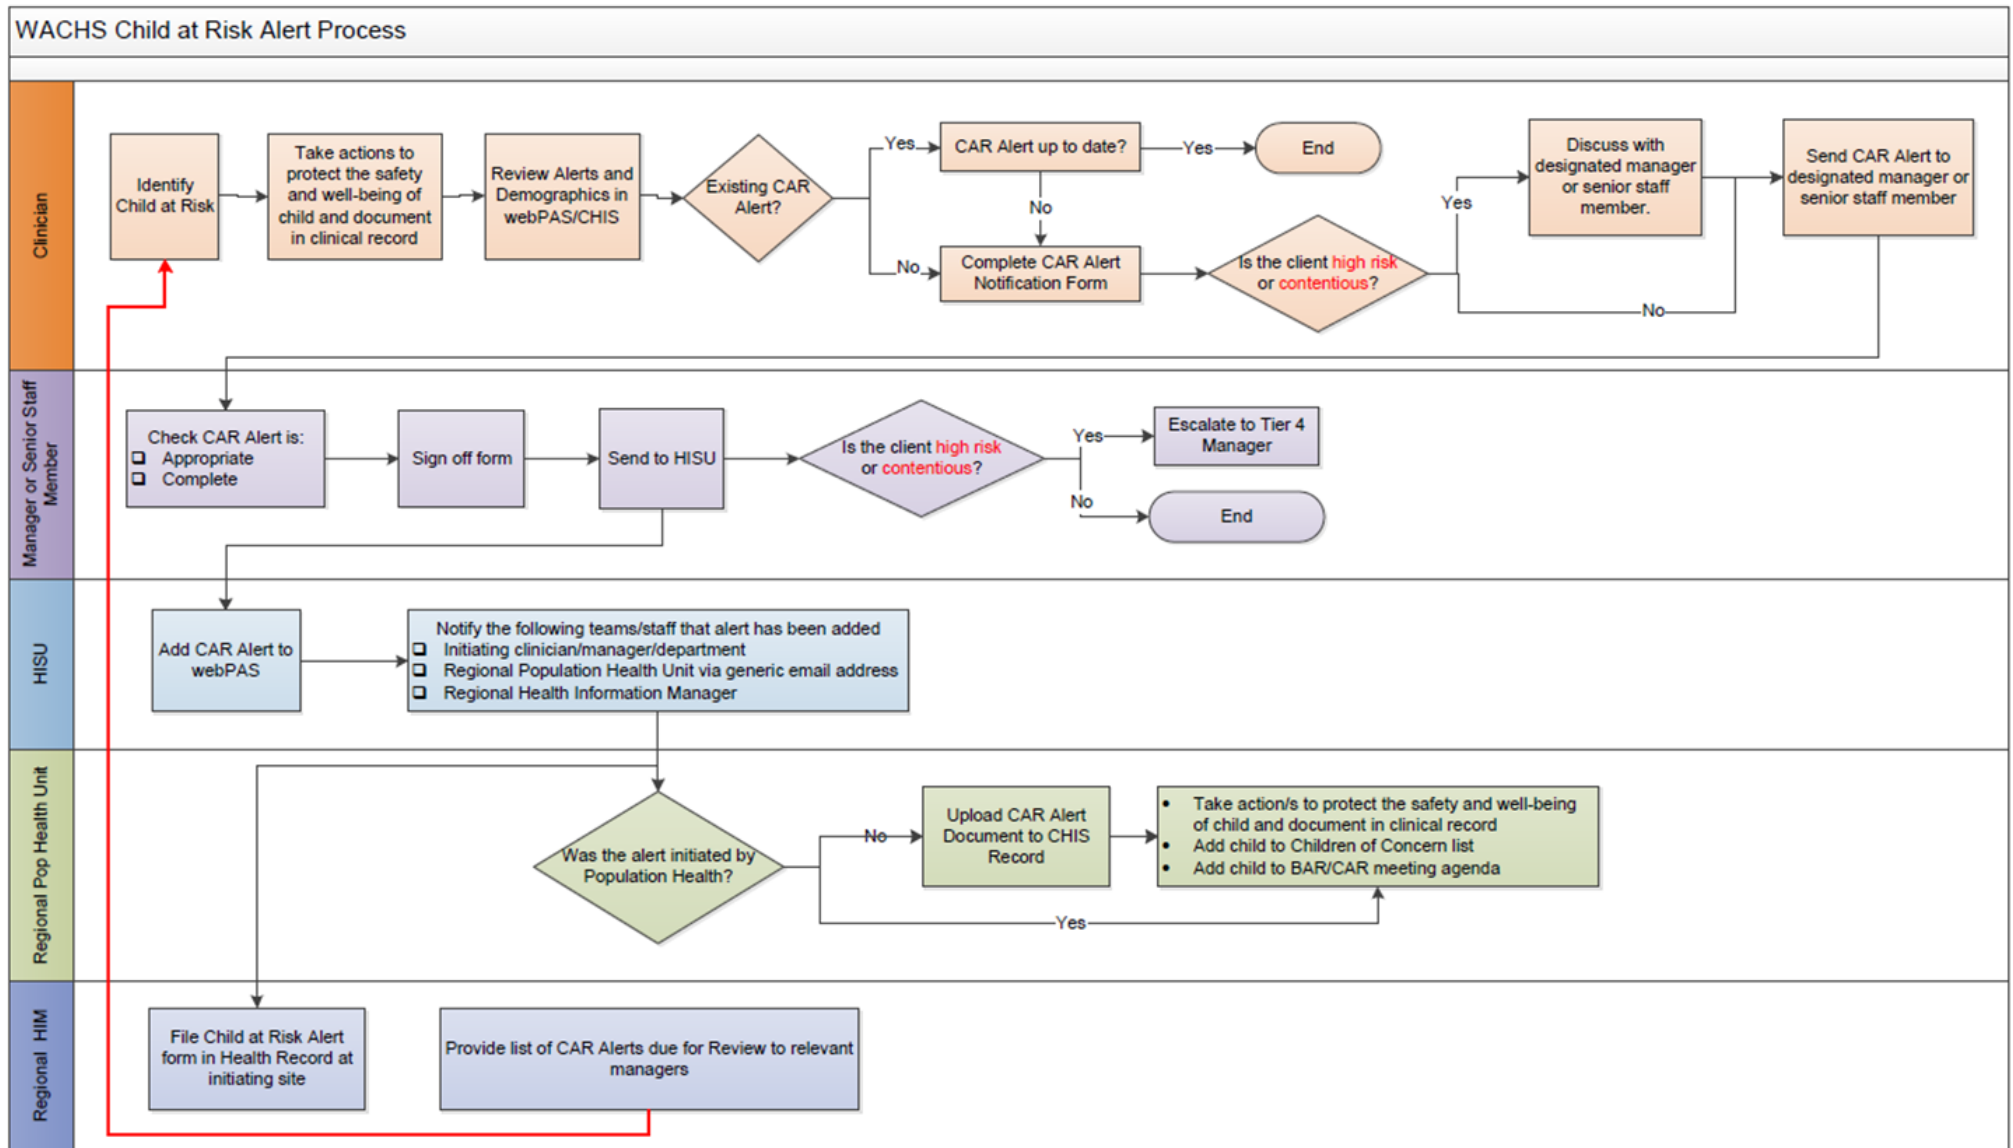 WACHS Child at Risk Alert Process
Clinician
Identify
Child at Risk
Take actions to
protect the safety
and well-being of
child and document
in clinical record
Review Alerts and
Demographics in
webPAS/CHIS
Existing CAR
Alert?
Yes
CAR Alert up to date?
Yes
End
No
No
Complete CAR Alert
Notification Form
Is the client high risk
or contentious?
Yes
Discuss with
designated manager
or senior staff
member.
No
Send CAR Alert to
designated manager or
senior staff member
Manager or Senior Staff
Member
Check CAR Alert is:
Appropriate
Complete
Sign off form
Send to HISU
Is the client high risk
or contentious?
Yes
Escalate to Tier 4
Manager
No
End
HISU
Add CAR Alert to
webPAS
Notify the following teams/staff that alert has been added
Initiating clinician/manager/department
Regional Population Health Unit via generic email address
Regional Health Information Manager
Regional Pop Health Unit
Was the alert initiated by
Population Health?
No
Upload CAR Alert
Document to CHIS
Record
• Take action/s to protect the safety and well-being
of child and document in clinical record
• Add child to Children of Concern list
• Add child to BAR/CAR meeting agenda
Yes
Regional HIM
File Child at Risk Alert
form in Health Record at
initiating site
Provide list of CAR Alerts due for Review to relevant
managers